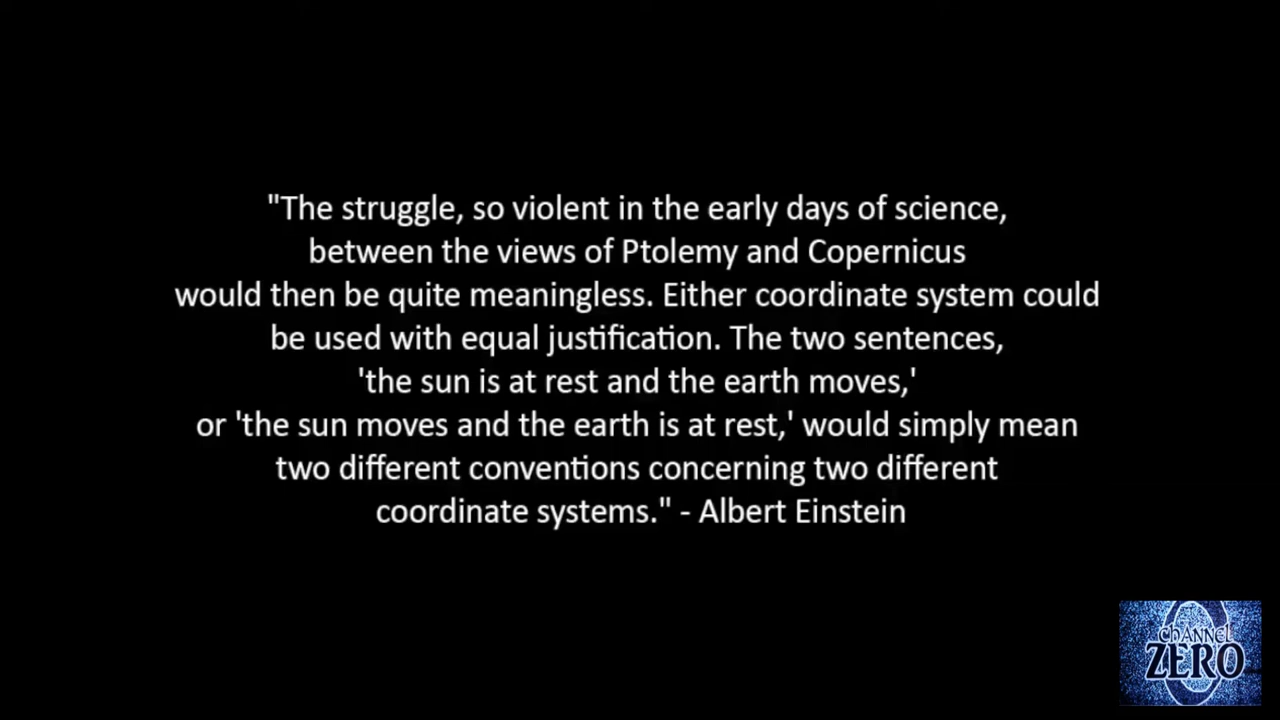 "The struggle, so violent in the early days of science,
between the views of Ptolemy and Copernicus
would then be quite meaningless. Either coordinate system could
be used with equal justification. The two sentences,
'the sun is at rest and the earth moves,'
or 'the sun moves and the earth is at rest,' would simply mean
two different conventions concerning two different
coordinate systems." - Albert Einstein
channel
ZERO